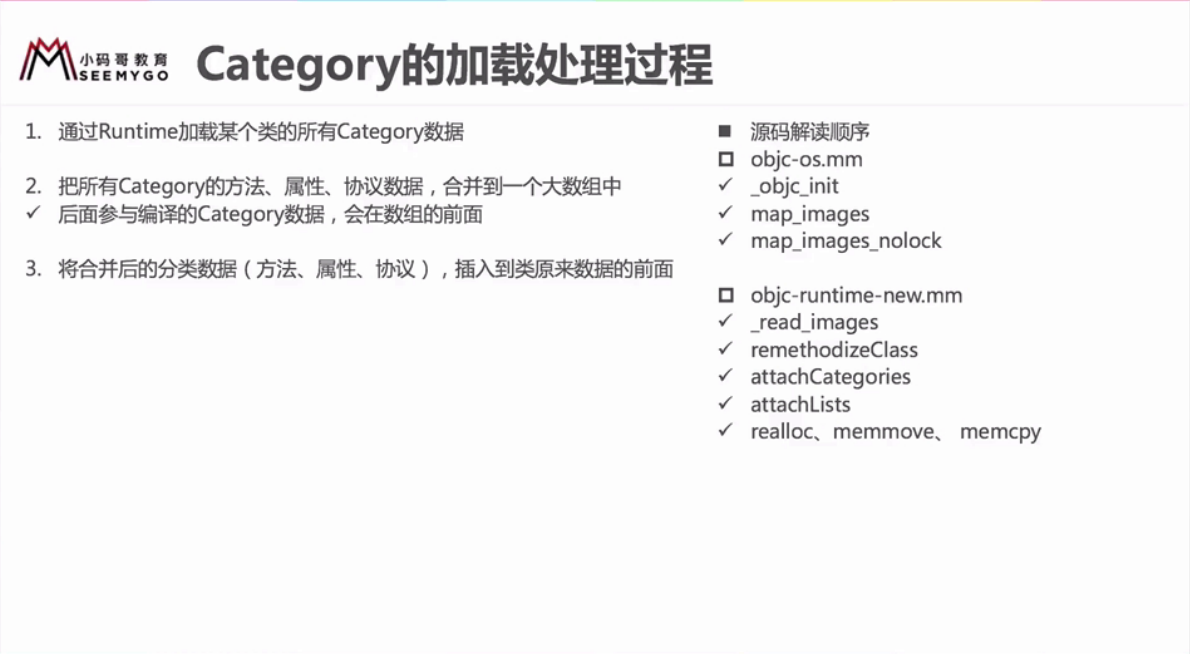 小码哥教育
SEEMYGO
Category的加载处理过程
1. 通过Runtime加载某个类的所有Category数据
2. 把所有Category的方法、属性、协议数据，合并到一个大数组中
✓ 后面参与编译的Category数据，会在数组的前面
3. 将合并后的分类数据（方法、属性、协议），插入到类原来数据的前面
■ 源码解读顺序
□ objc-os.mm
✓ _objc_init
✓ map_images
✓ map_images_nolock
□ objc-runtime-new.mm
✓ _read_images
✓ remethodizeClass
✓ attachCategories
✓ attachLists
✓ realloc、memmove、 memcpy